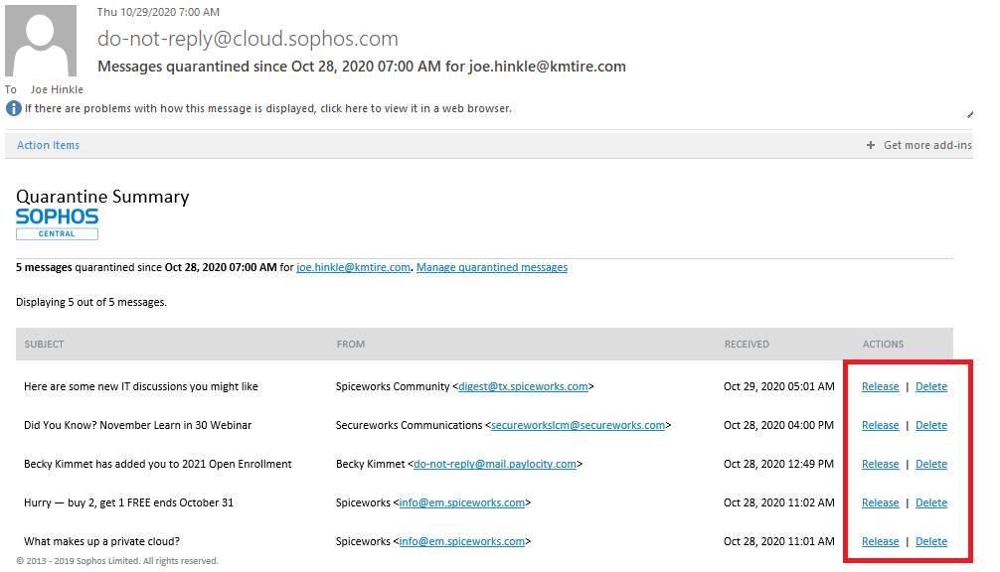 Thu 10/29/2020 7:00 AM
do-not-reply@cloud.sophos.com
Messages quarantined since Oct 28, 2020 07:00 AM for joe.hinkle@kmtire.com
To Joe Hinkle
If there are problems with how this message is displayed, click here to view it in a web browser.
Action Items + Get more add-ins
Quarantine Summary
SOPHOS
CENTRAL
5 messages quarantined since Oct 28, 2020 07:00 AM for joe.hinkle@kmtire.com. Manage quarantined messages
Displaying 5 out of 5 messages.
SUBJECT FROM RECEIVED ACTIONS
Here are some new IT discussions you might like Spiceworks Community <digest@tx.spiceworks.com> Oct 29, 2020 05:01 AM Release | Delete
Did You Know? November Learn in 30 Webinar Secureworks Communications <secureworkslcm@secureworks.com> Oct 28, 2020 04:00 PM Release | Delete
Becky Kimmet has added you to 2021 Open Enrollment Becky Kimmet <do-not-reply@mail.paylocity.com> Oct 28, 2020 12:49 PM Release | Delete
Hurry — buy 2, get 1 FREE ends October 31 Spiceworks <info@em.spiceworks.com> Oct 28, 2020 11:02 AM Release | Delete
What makes up a private cloud? Spiceworks <info@em.spiceworks.com> Oct 28, 2020 11:01 AM Release | Delete
© 2013 - 2019 Sophos Limited. All rights reserved.